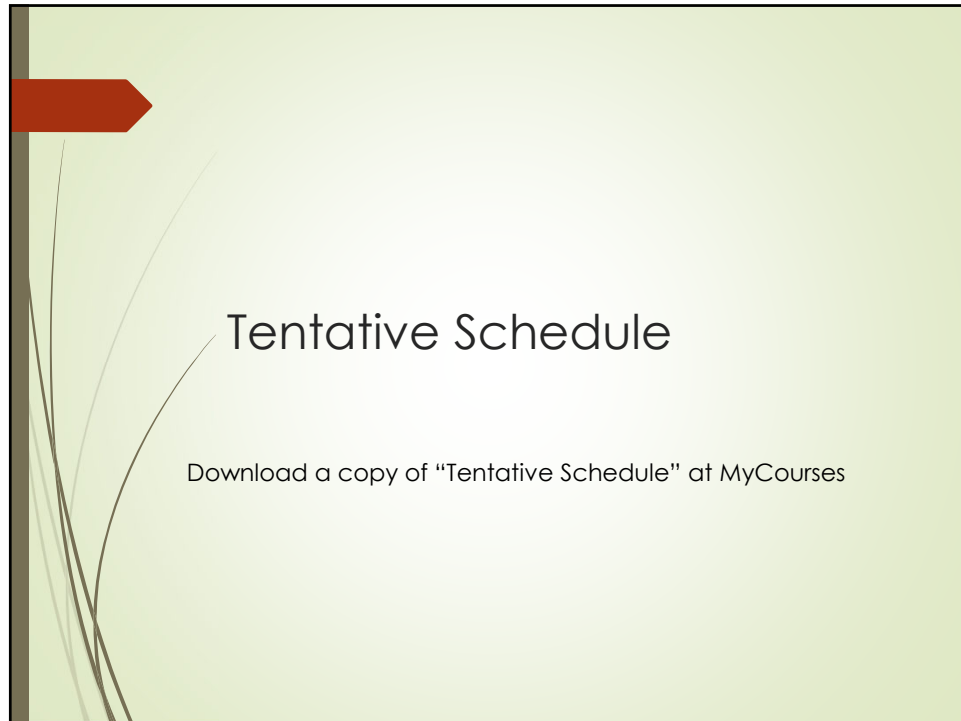 Tentative Schedule
Download a copy of “Tentative Schedule” at MyCourses